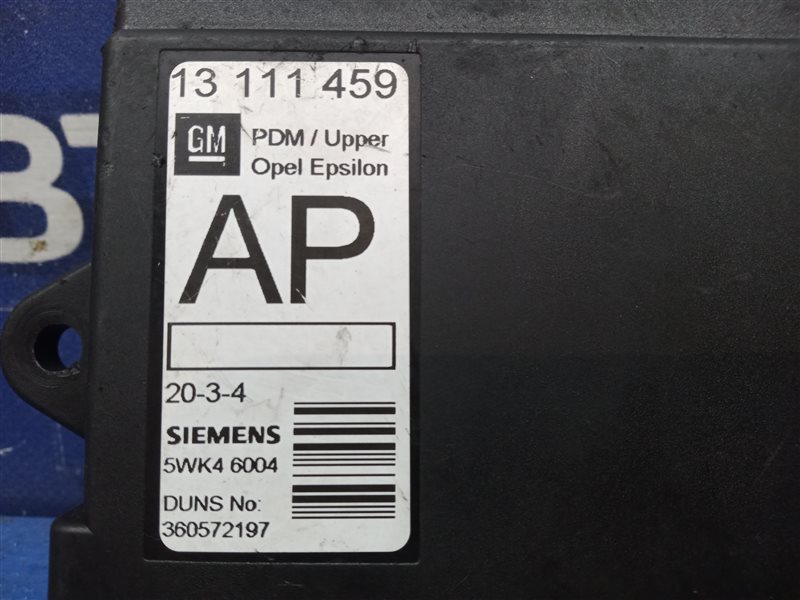 13 111 459
GM
PDM / Upper
Opel Epsilon
AP
20-3-4
SIEMENS
5WK4 6004
DUNS No:
360572197